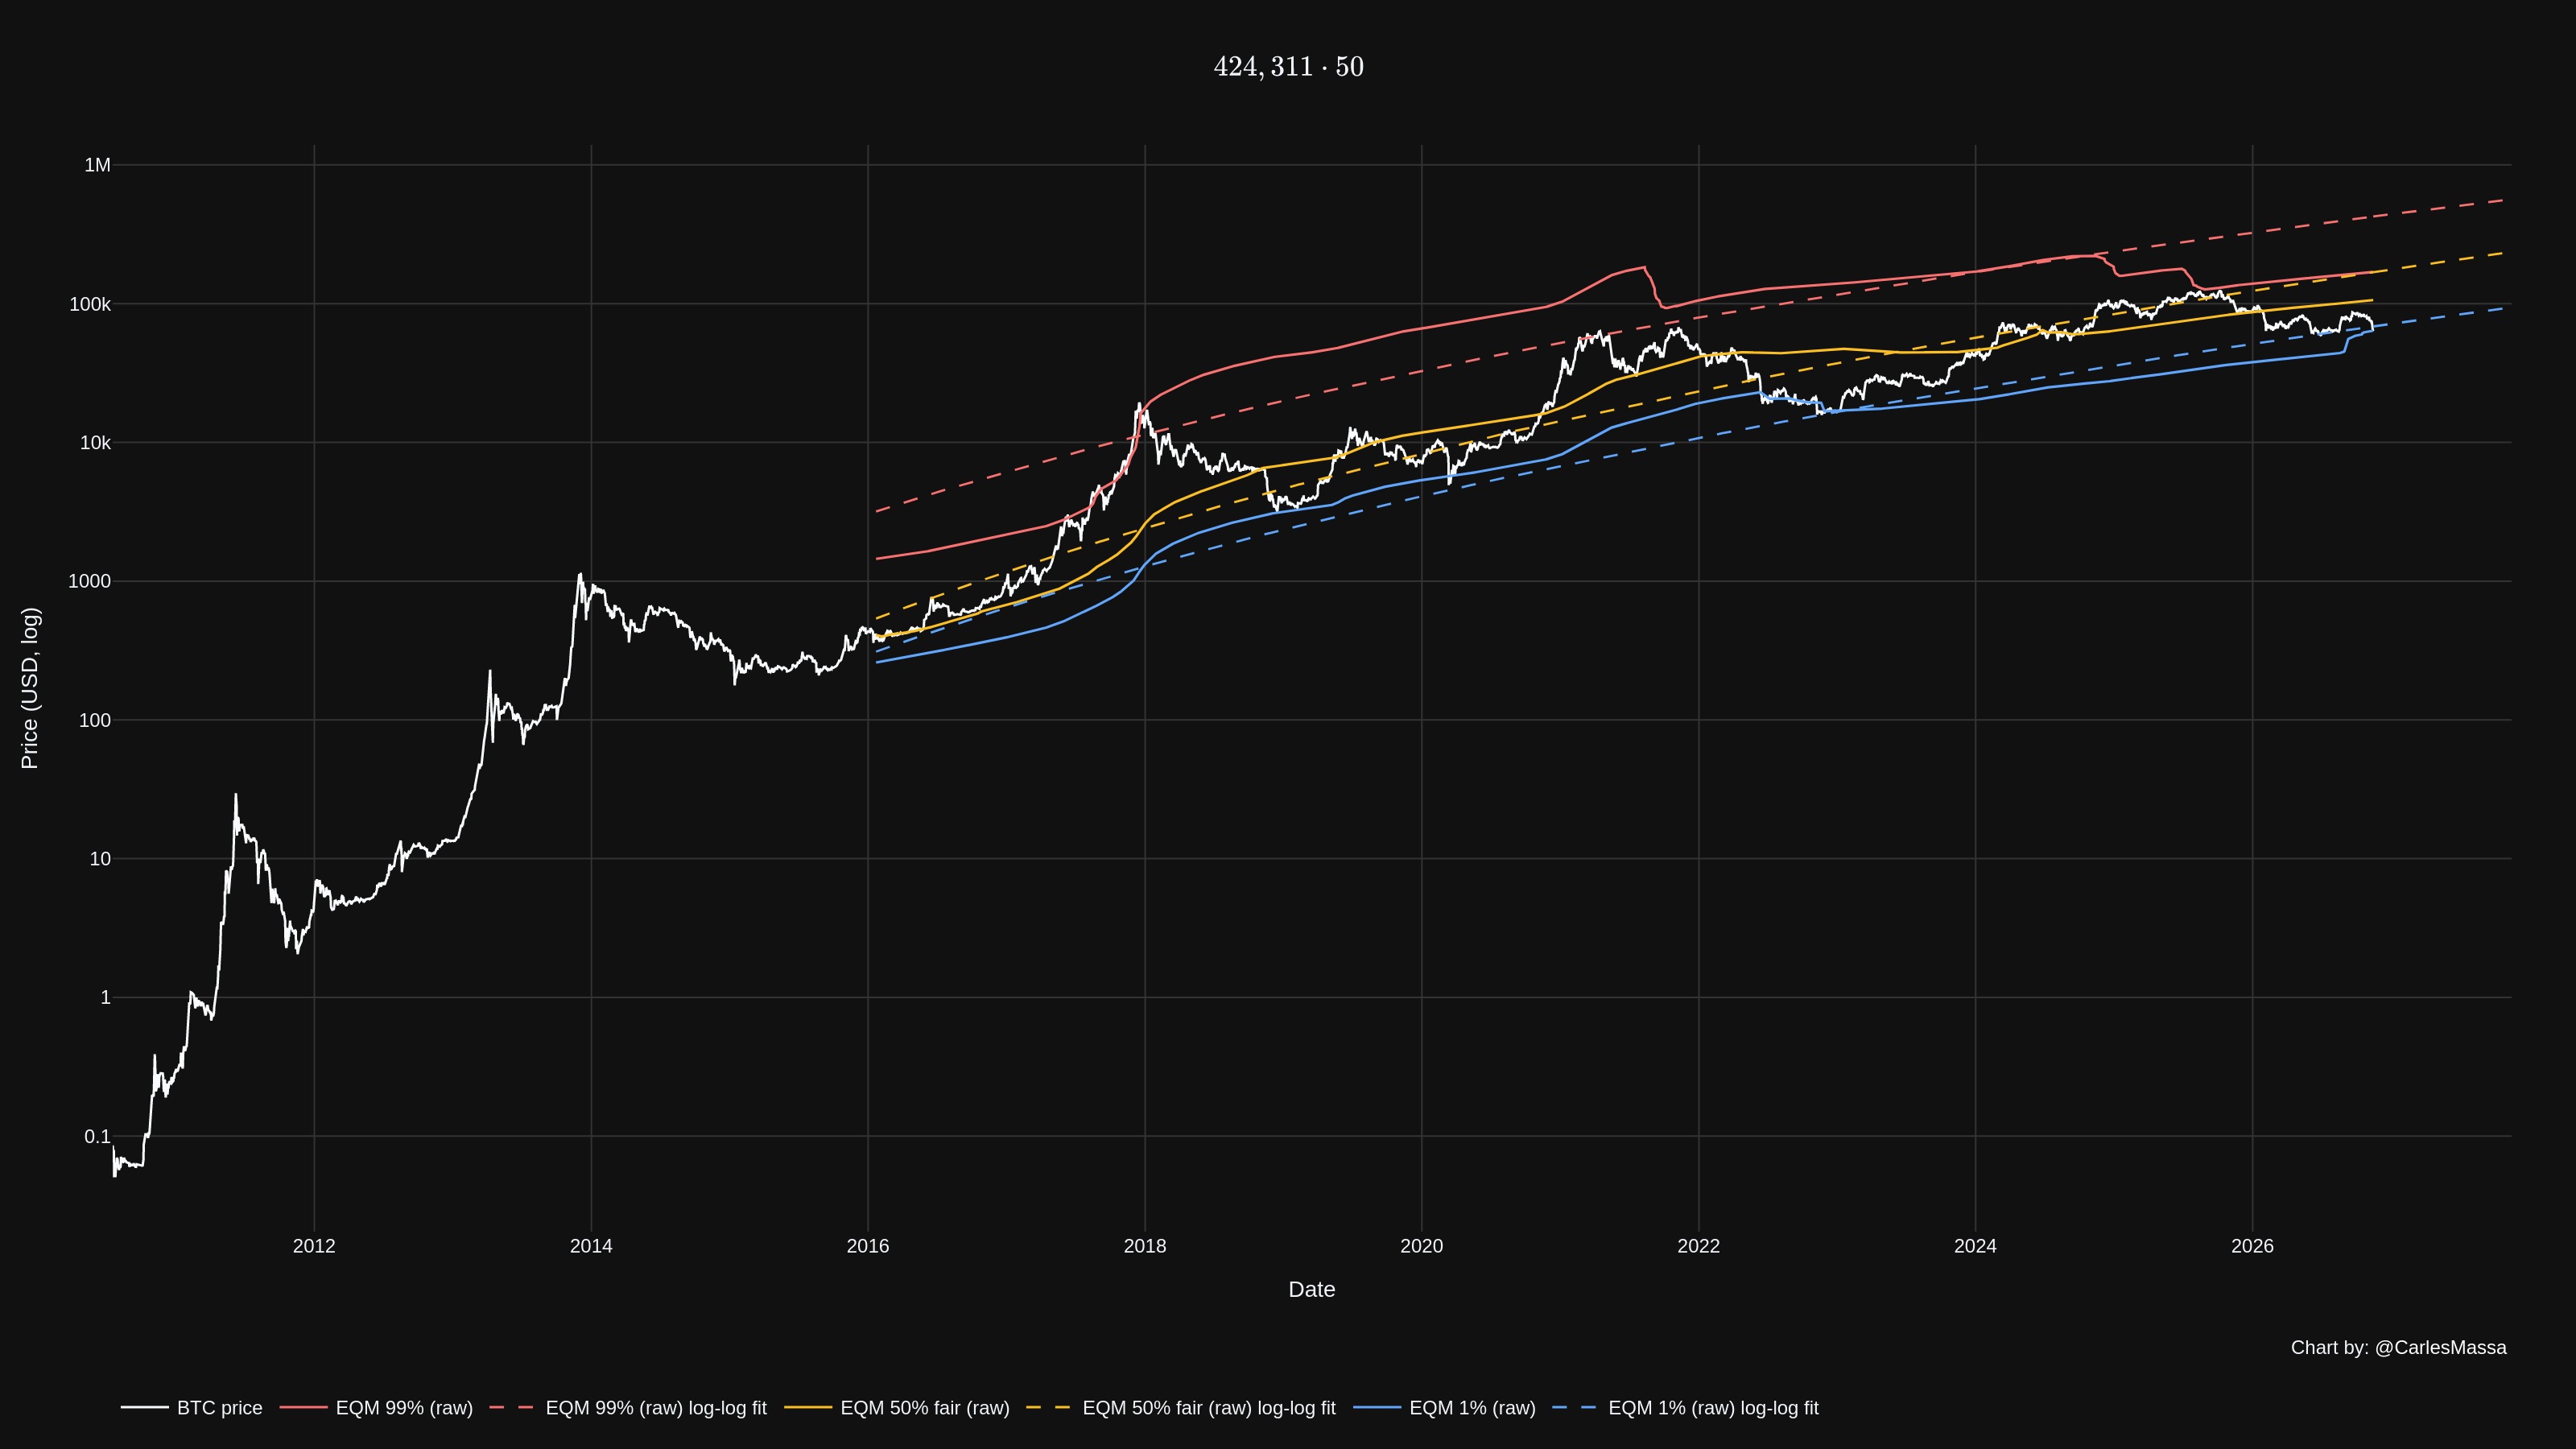 424, 311 · 50
1M
100k
10k
1000
100
10
1
0.1
Price (USD, log)
2012 2014 2016 2018 2020 2022 2024 2026
Date
Chart by: @CarlesMassa
BTC price EQM 99% (raw) EQM 99% (raw) log-log fit EQM 50% fair (raw) EQM 50% fair (raw) log-log fit EQM 1% (raw) EQM 1% (raw) log-log fit